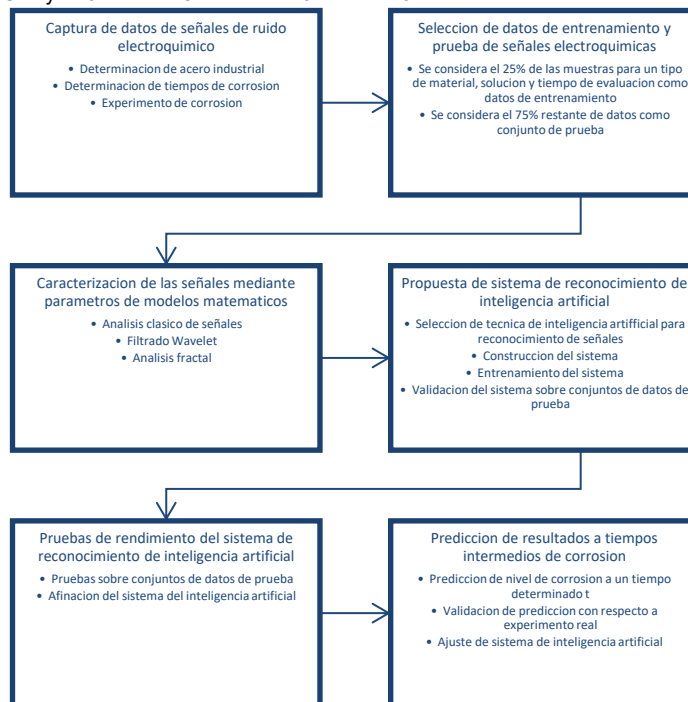 Captura de datos de señales de ruido
electroquimico
• Determinacion de acero industrial
• Determinacion de tiempos de corrosion
• Experimento de corrosion
Seleccion de datos de entrenamiento y
prueba de señales electroquimicas
• Se considera el 25% de las muestras para un tipo
de material, solucion y tiempo de evaluacion como
datos de entrenamiento
• Se considera el 75% restante de datos como
conjunto de prueba
Caracterizacion de las señales mediante
parametros de modelos matematicos
• Analisis clasico de señales
• Filtrado Wavelet
• Analisis fractal
Propuesta de sistema de reconocimiento de
inteligencia artificial
• Seleccion de tecnica de inteligencia artifficial para
reconocimiento de señales
• Construccion del sistema
• Entrenamiento del sistema
• Validacion del sistema sobre conjuntos de datos de
prueba
Pruebas de rendimiento del sistema de
reconocimiento de inteligencia artificial
• Pruebas sobre conjuntos de datos de prueba
• Afinacion del sistema del inteligencia artificial
Prediccion de resultados a tiempos
intermedios de corrosion
• Prediccion de nivel de corrosion a un tiempo
determinado t
• Validacion de prediccion con respecto a
experimento real
• Ajuste de sistema de inteligencia artificial